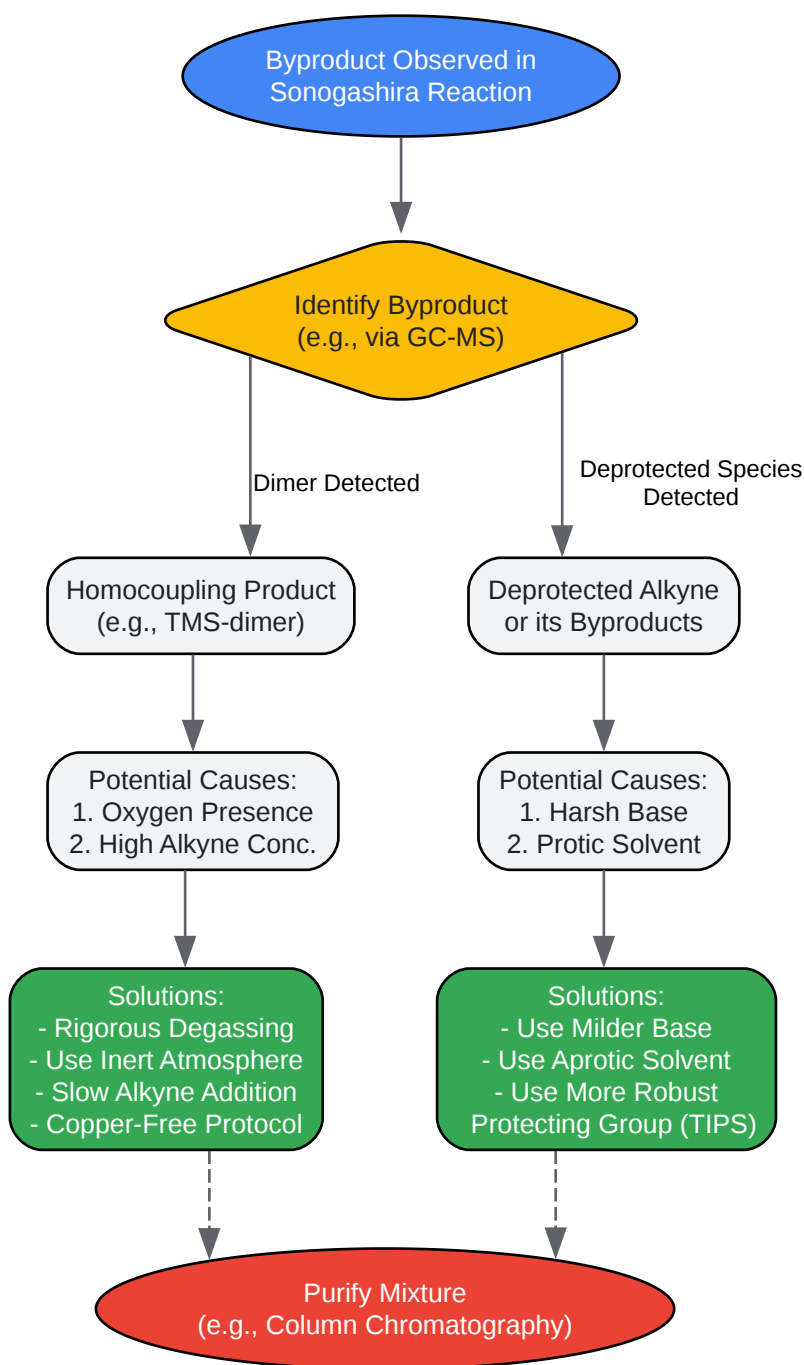 Byproduct Observed in
Sonogashira Reaction
Identify Byproduct
(e.g., via GC-MS)
Dimer Detected
Deprotected Species
Detected
Homocoupling Product
(e.g., TMS-dimer)
Deprotected Alkyne
or its Byproducts
Potential Causes:
1. Oxygen Presence
2. High Alkyne Conc.
Potential Causes:
1. Harsh Base
2. Protic Solvent
Solutions:
- Rigorous Degassing
- Use Inert Atmosphere
- Slow Alkyne Addition
- Copper-Free Protocol
Solutions:
- Use Milder Base
- Use Aprotic Solvent
- Use More Robust
Protecting Group (TIPS)
Purify Mixture
(e.g., Column Chromatography)